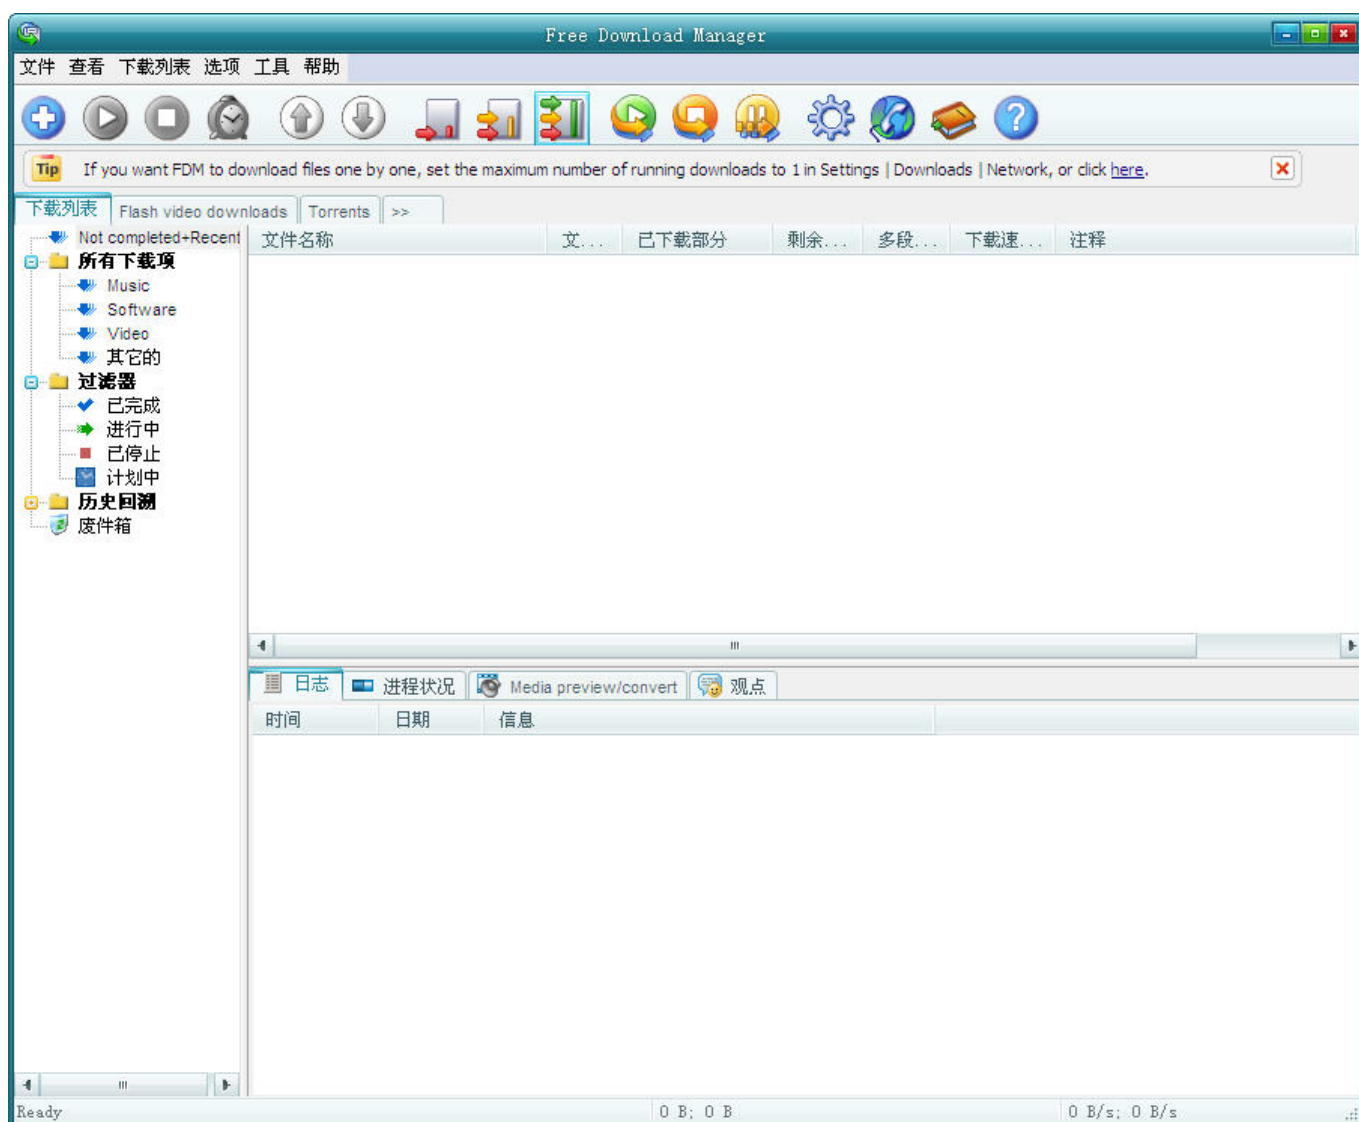 Free Download Manager
文件 查看 下载列表 选项 工具 帮助
Tip If you want FDM to download files one by one, set the maximum number of running downloads to 1 in Settings | Downloads | Network, or click here.
下载列表 Flash video downloads Torrents >>
Not completed+Recent
文件名称 文... 已下载部分 剩余... 多段... 下载速... 注释
所有下载项
Music
Software
Video
其它的
过滤器
已完成
进行中
已停止
计划中
历史回溯
废件箱
日志 进程状况 Media preview/convert 观点
时间 日期 信息
Ready 0 B; 0 B 0 B/s; 0 B/s